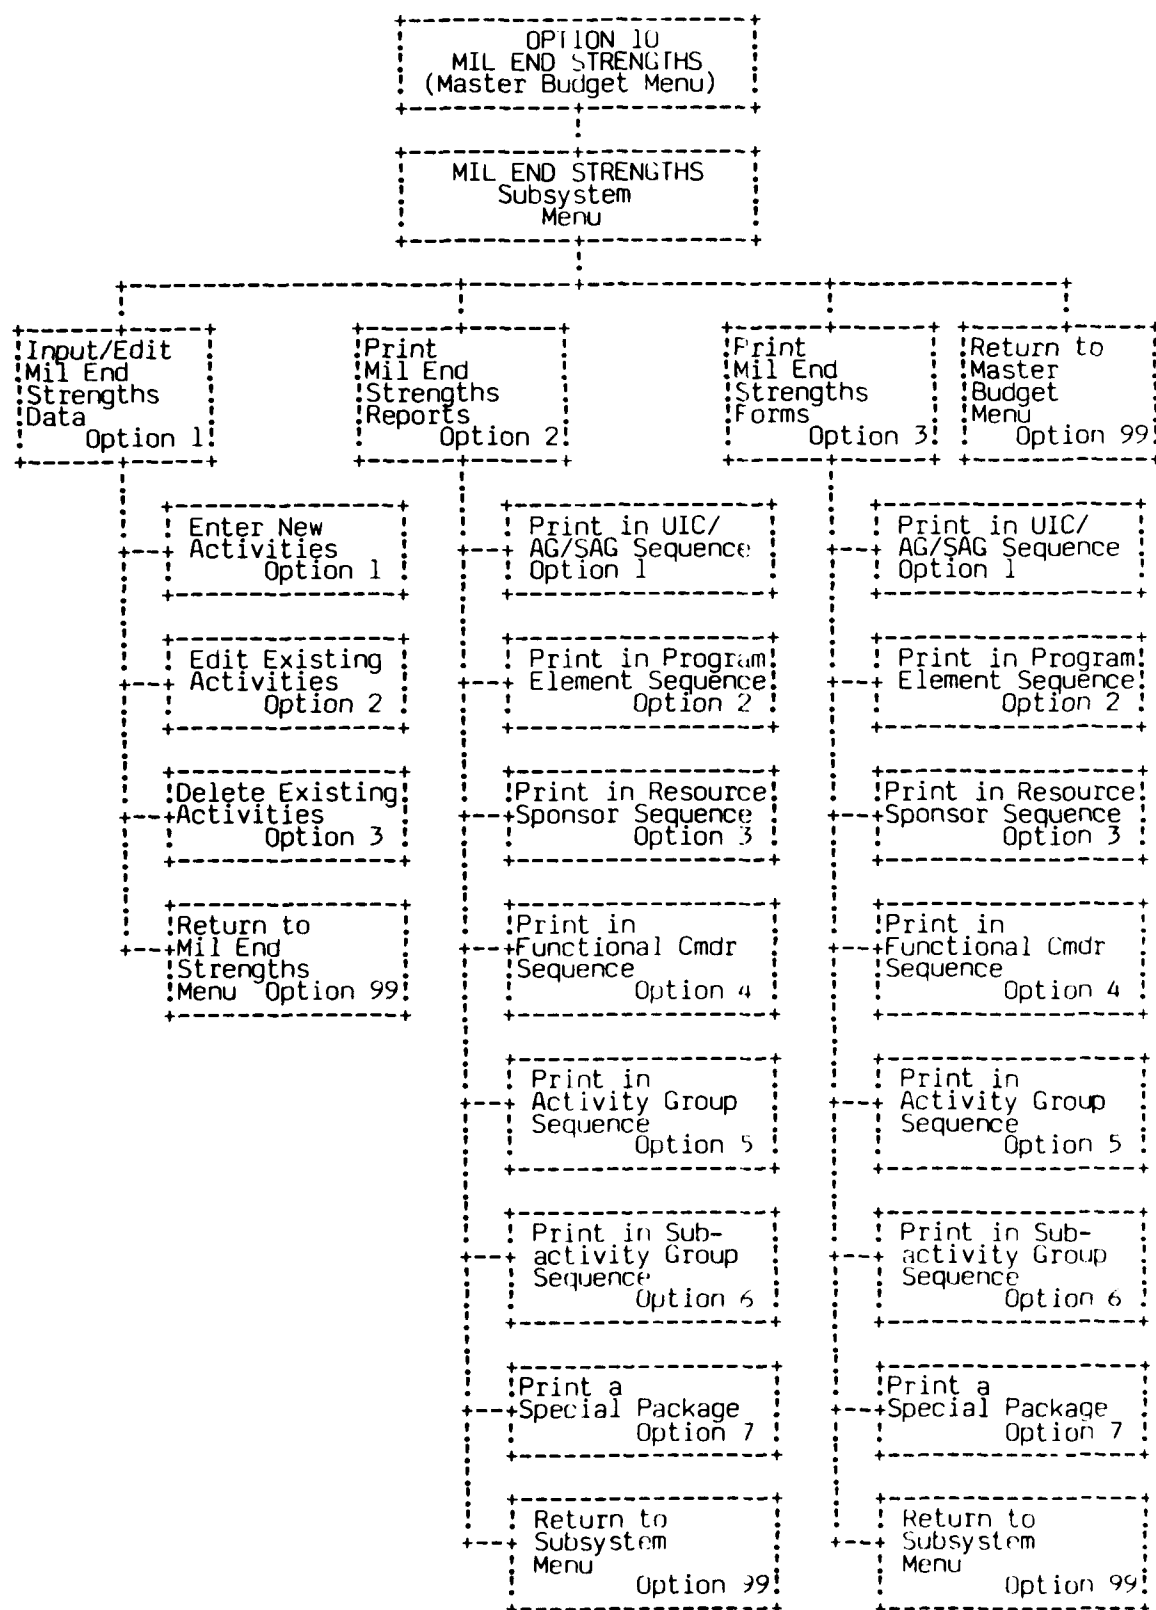 OPTION 10
MIL END STRENGTHS
(Master Budget Menu)
MIL END STRENGTHS
Subsystem
Menu
Input/Edit
Mil End
Strengths
Data
Option 1
Print
Mil End
Strengths
Reports
Option 2
Print
Mil End
Strengths
Forms
Option 3
Return to
Master
Budget
Menu
Option 99
Enter New
Activities
Option 1
Edit Existing
Activities
Option 2
Delete Existing
Activities
Option 3
Return to
Mil End
Strengths
Menu Option 99
Print in UIC/
AG/SAG Sequence
Option 1
Print in Program
Element Sequence
Option 2
Print in Resource
Sponsor Sequence
Option 3
Print in
Functional Cmdr
Sequence
Option 4
Print in
Activity Group
Sequence
Option 5
Print in Sub-
activity Group
Sequence
Option 6
Print a
Special Package
Option 7
Return to
Subsystem
Menu
Option 99
Print in UIC/
AG/SAG Sequence
Option 1
Print in Program
Element Sequence
Option 2
Print in Resource
Sponsor Sequence
Option 3
Print in
Functional Cmdr
Sequence
Option 4
Print in
Activity Group
Sequence
Option 5
Print in Sub-
activity Group
Sequence
Option 6
Print a
Special Package
Option 7
Return to
Subsystem
Menu
Option 99